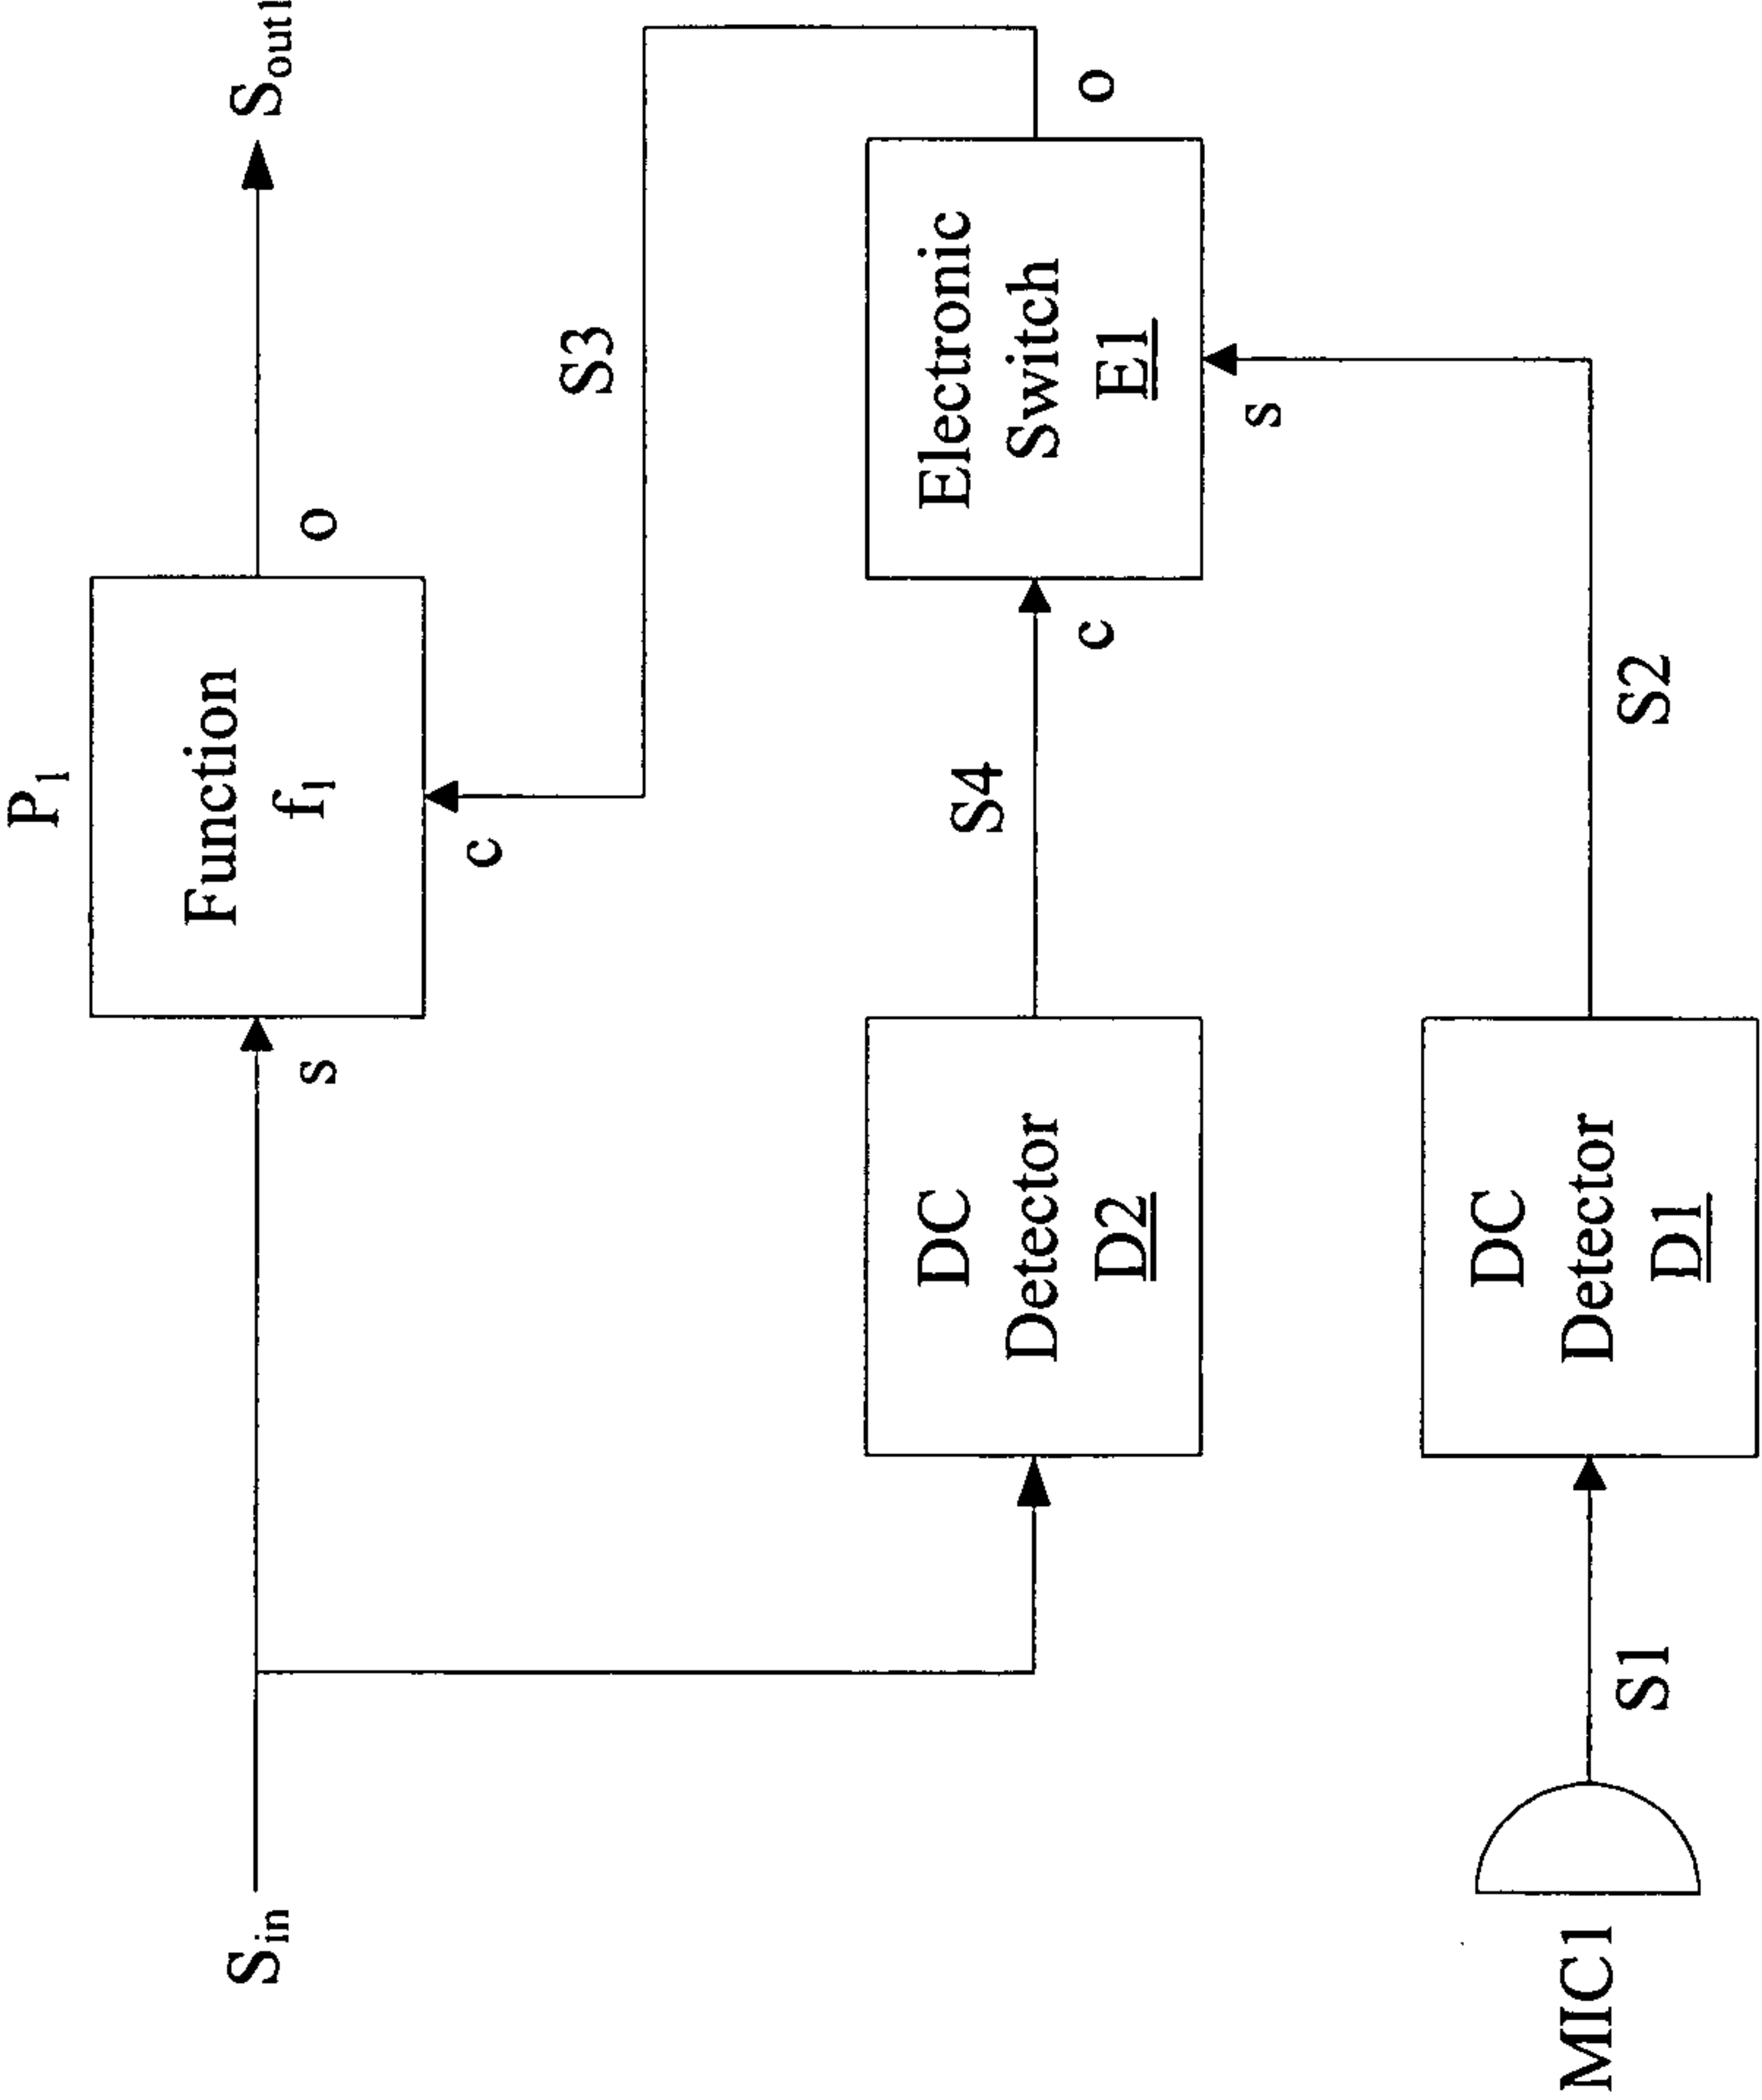 P1
Function
f1
s
c
o
Sin
Sout1
S3
DC
Detector
D2
S4
Electronic
Switch
E1
c
o
s
MIC1
S1
DC
Detector
D1
S2